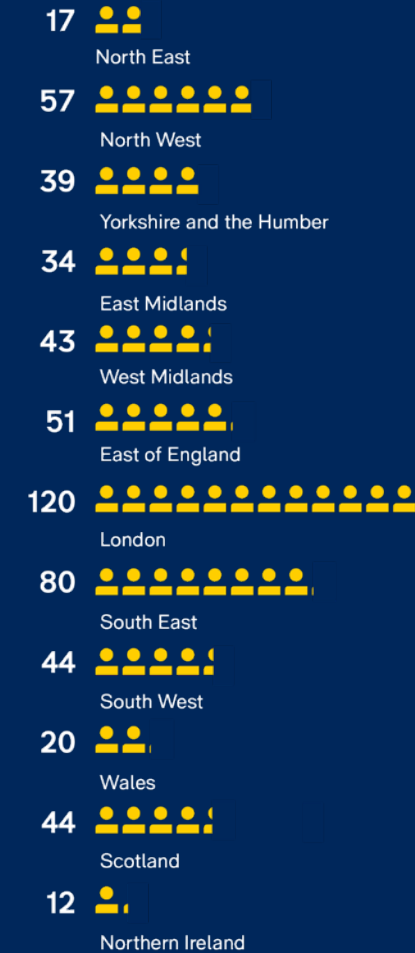 17
North East
57
North West
39
Yorkshire and the Humber
34
East Midlands
43
West Midlands
51
East of England
120
London
80
South East
44
South West
20
Wales
44
Scotland
12
Northern Ireland